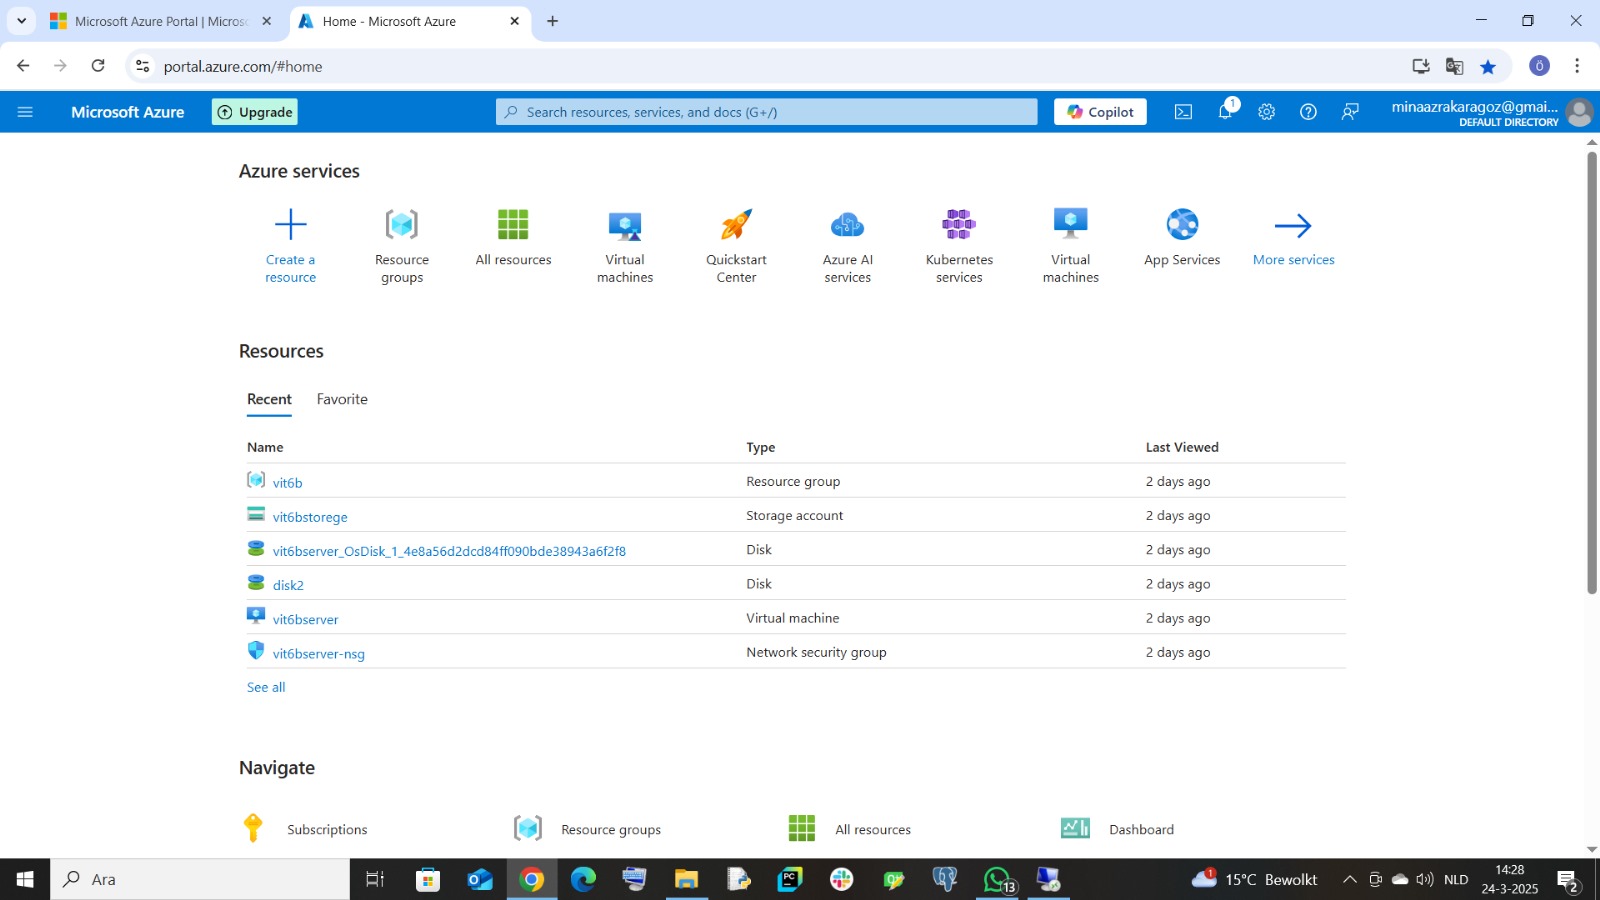 Microsoft Azure Portal | Micros
Home - Microsoft Azure
portal.azure.com/#home
Microsoft Azure
Upgrade
Search resources, services, and docs (G+/)
Copilot
1
minaazrakaragoz@gmai...
DEFAULT DIRECTORY
Ö
Azure services
Create a resource
Resource groups
All resources
Virtual machines
Quickstart Center
Azure AI services
Kubernetes services
Virtual machines
App Services
More services
Resources
Recent Favorite
Name Type Last Viewed
vit6b Resource group 2 days ago
vit6bstorege Storage account 2 days ago
vit6bserver_OsDisk_1_4e8a56d2dcd84ff090bde38943a6f2f8 Disk 2 days ago
disk2 Disk 2 days ago
vit6bserver Virtual machine 2 days ago
vit6bserver-nsg Network security group 2 days ago
See all
Navigate
Subscriptions Resource groups All resources Dashboard
Ara
PC
13
1
15°C Bewolkt
NLD
14:28
24-3-2025
2